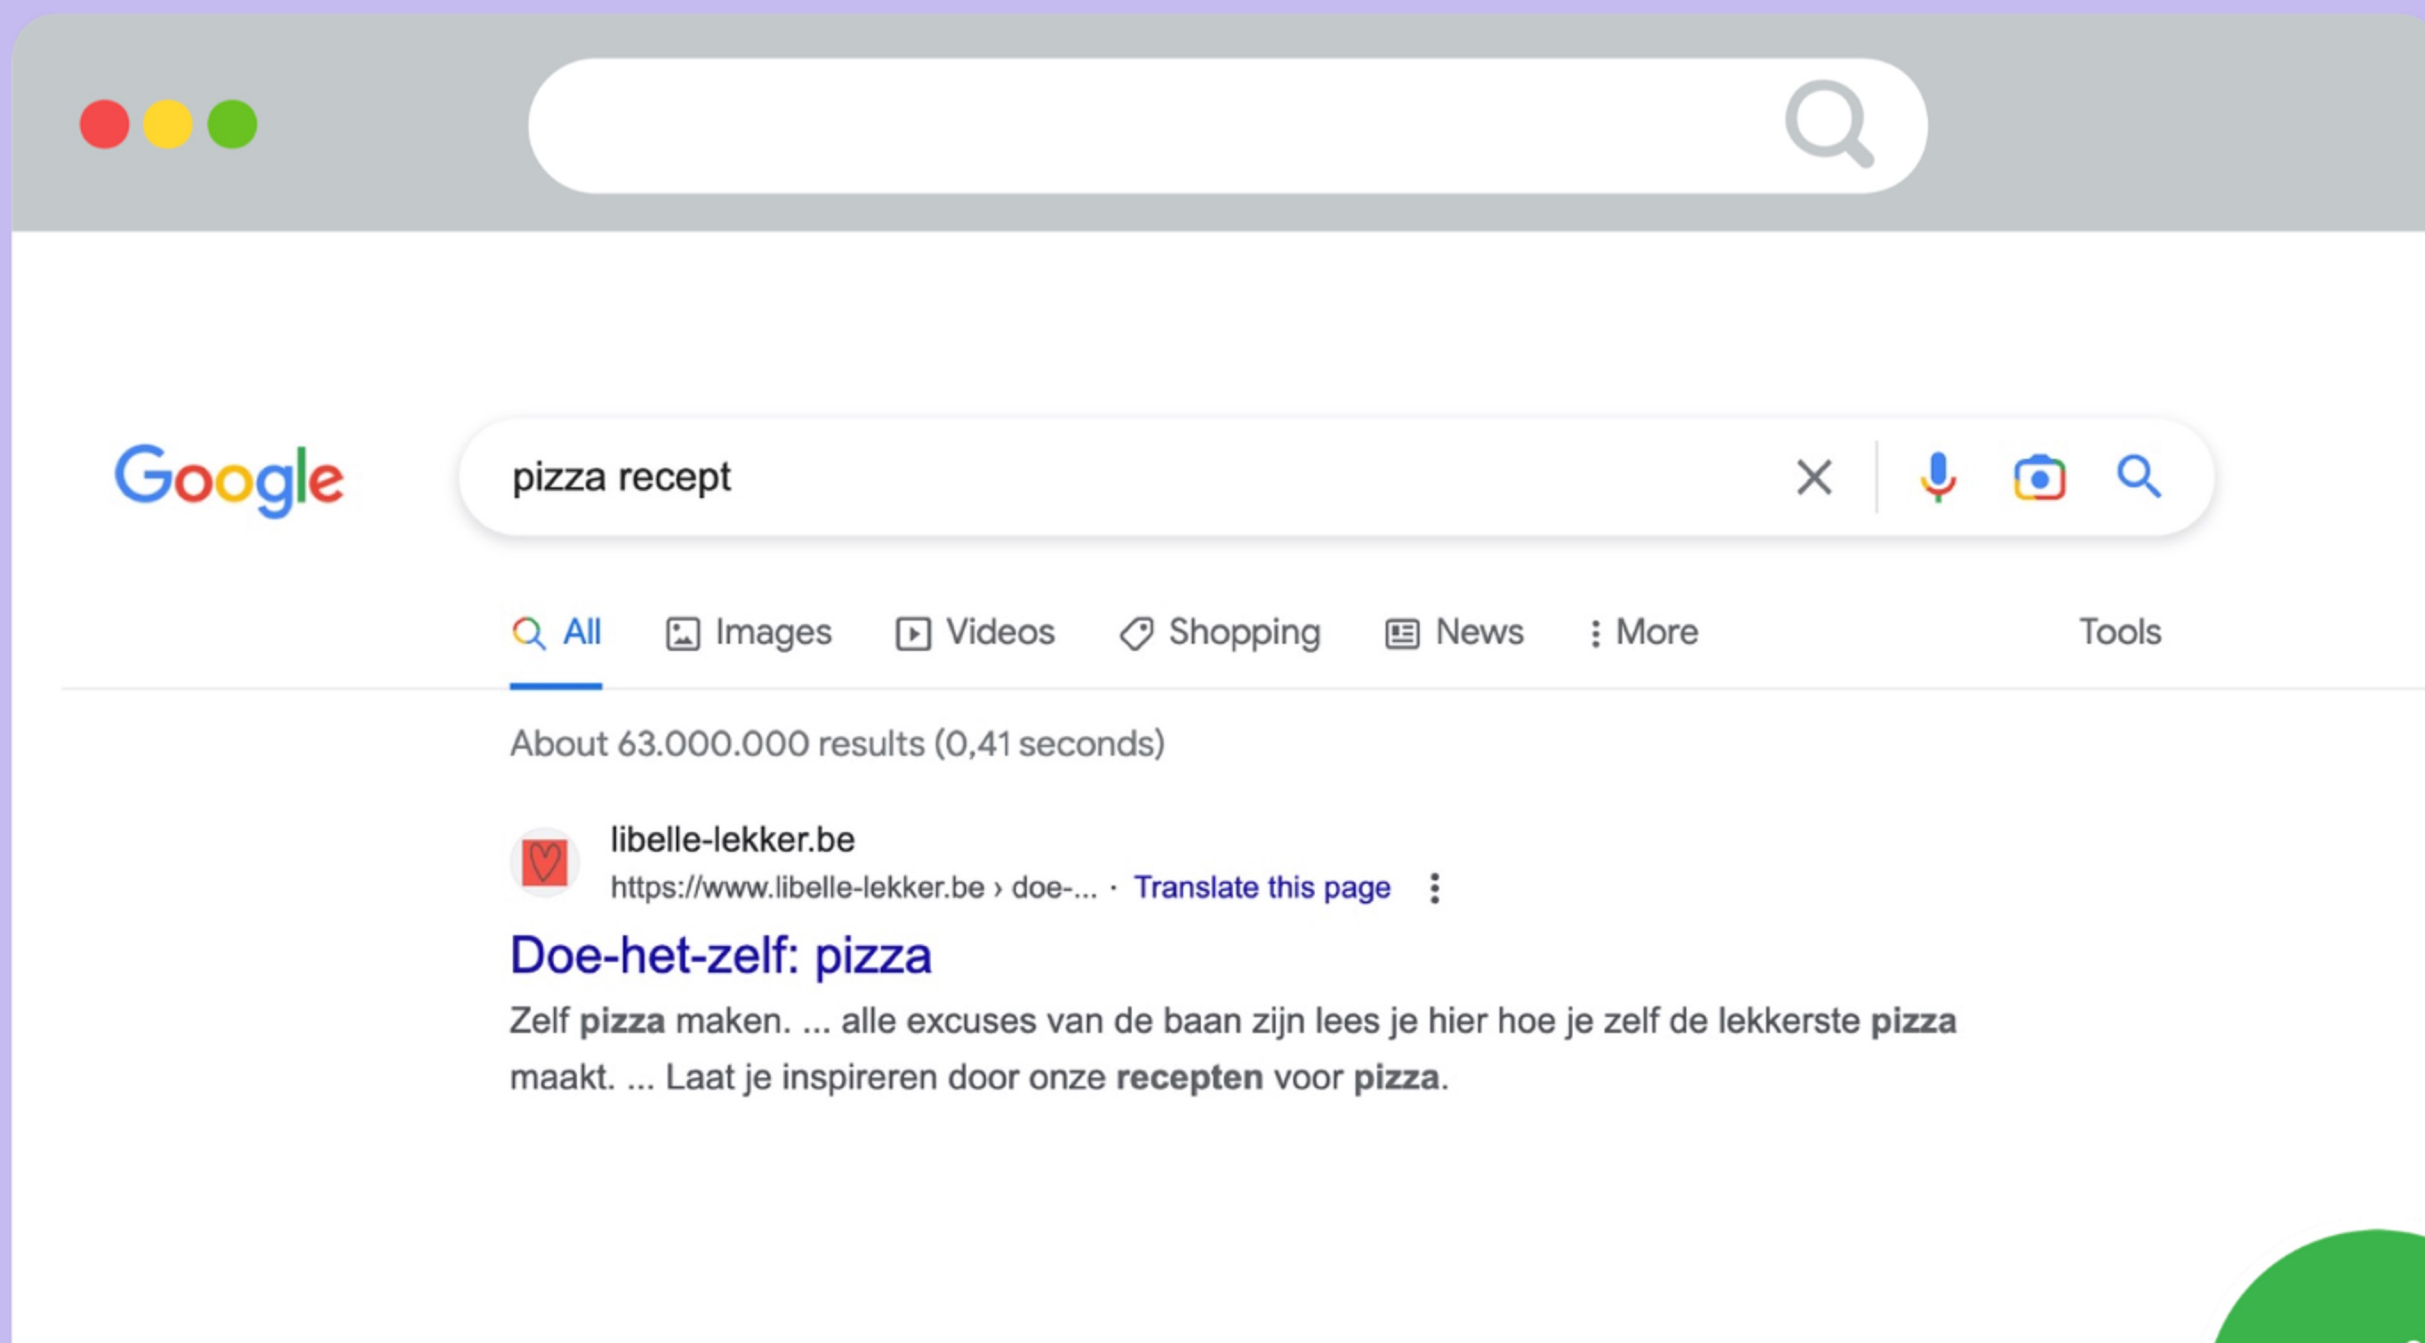 Google
pizza recept
All Images Videos Shopping News More Tools
About 63.000.000 results (0,41 seconds)
libelle-lekker.be
https://www.libelle-lekker.be › doe-... · Translate this page
Doe-het-zelf: pizza
Zelf pizza maken. ... alle excuses van de baan zijn lees je hier hoe je zelf de lekkerste pizza
maakt. ... Laat je inspireren door onze recepten voor pizza.